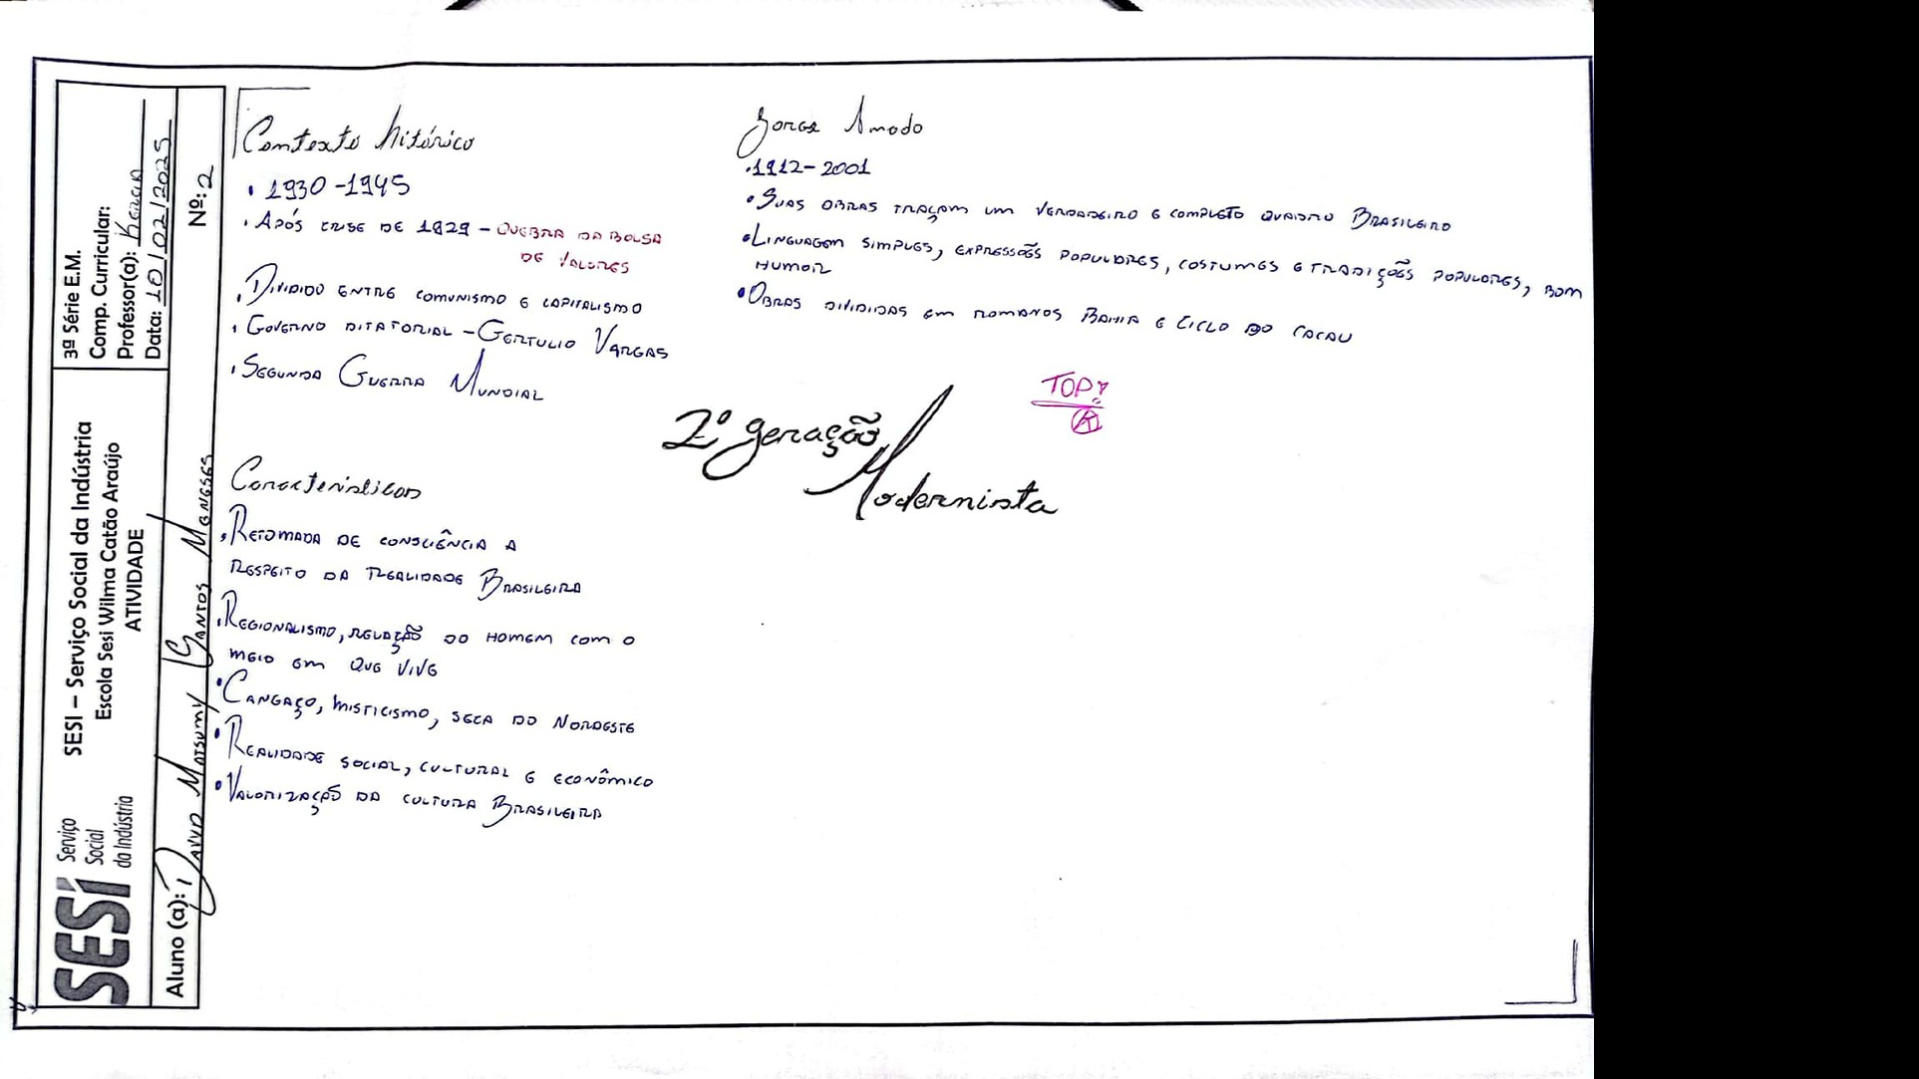 SESI
Serviço
Social
da Indústria
SESI – Serviço Social da Indústria
Escola Sesi Wilma Catão Araújo
ATIVIDADE
3ª Série E.M.
Comp. Curricular:
Professor(a): Kercia
Data: 10/02/2025
Aluno (a): Davyd Matsumy Santos Meneses Nº: 2
Contexto hitórico
• 1930-1945
• Após crise de 1929 - Quebra da Bolsa
de Valores
• Dividido entre comunismo e capitalismo
• Governo ditatorial - Gertulio Vargas
• Segunda Guerra Mundial
Características
• Retomada de consciência a
respeito da realidade Brasileira
• Regionalismo, relação do homem com o
meio em que vive
• Cangaço, misticismo, seca do Nordeste
• Realidade social, cultural e econômico
• Valorização da cultura Brasileira
Jorge Amado
• 1912-2001
• Suas obras traçam um verdadeiro e completo quadro Brasileiro
• Linguagem simples, expressões populares, costumes e tradições populares, bom
humor
• Obras divididas em romanos Bahia e Ciclo do Cacau
TOP!
2º geração
Modernista